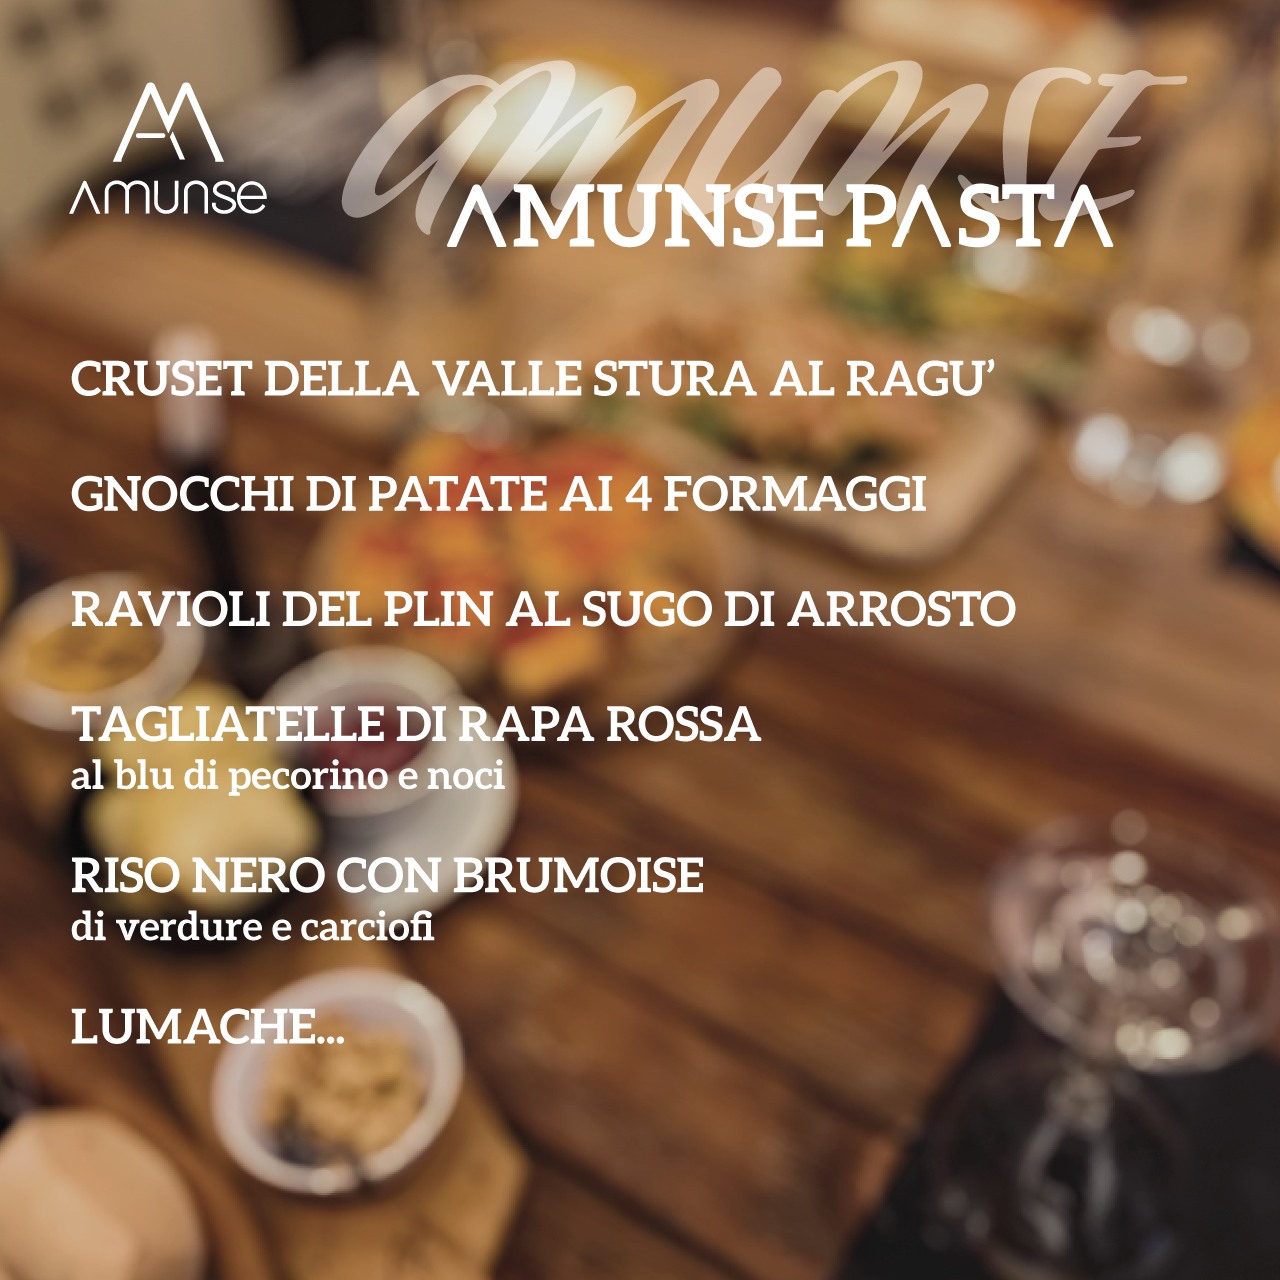 amunse
Amunse
AMUNSE PASTA
CRUSET DELLA VALLE STURA AL RAGU’
GNOCCHI DI PATATE AI 4 FORMAGGI
RAVIOLI DEL PLIN AL SUGO DI ARROSTO
TAGLIATELLE DI RAPA ROSSA
al blu di pecorino e noci
RISO NERO CON BRUMOISE
di verdure e carciofi
LUMACHE...